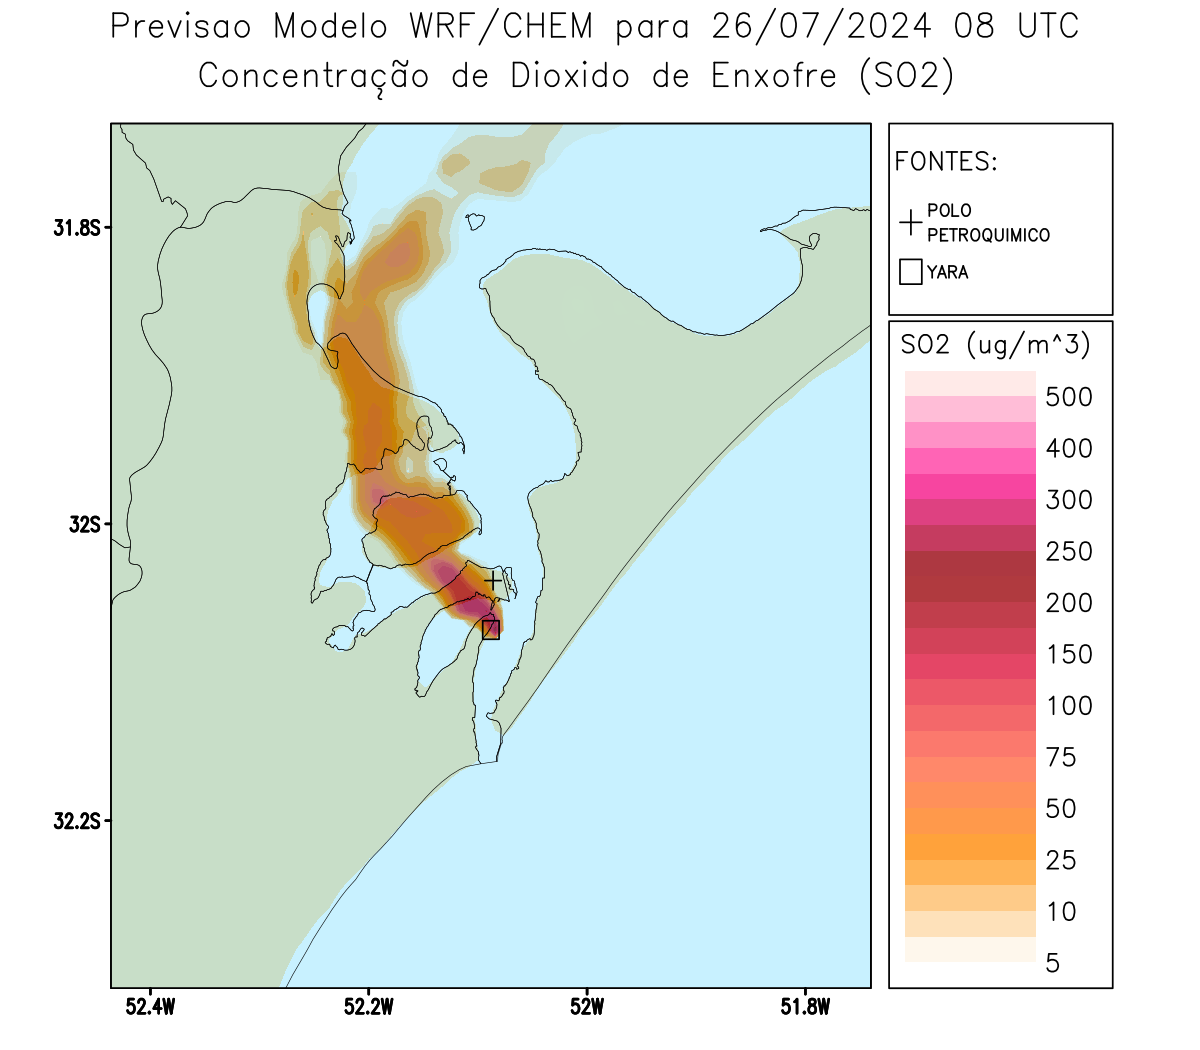 Previsao Modelo WRF/CHEM para 26/07/2024 08 UTC
Concentração de Dioxido de Enxofre (SO2)
FONTES:
POLO
PETROQUIMICO
YARA
31.8S
32S
32.2S
52.4W
52.2W
52W
51.8W
SO2 (ug/m^3)
500
400
300
250
200
150
100
75
50
25
10
5